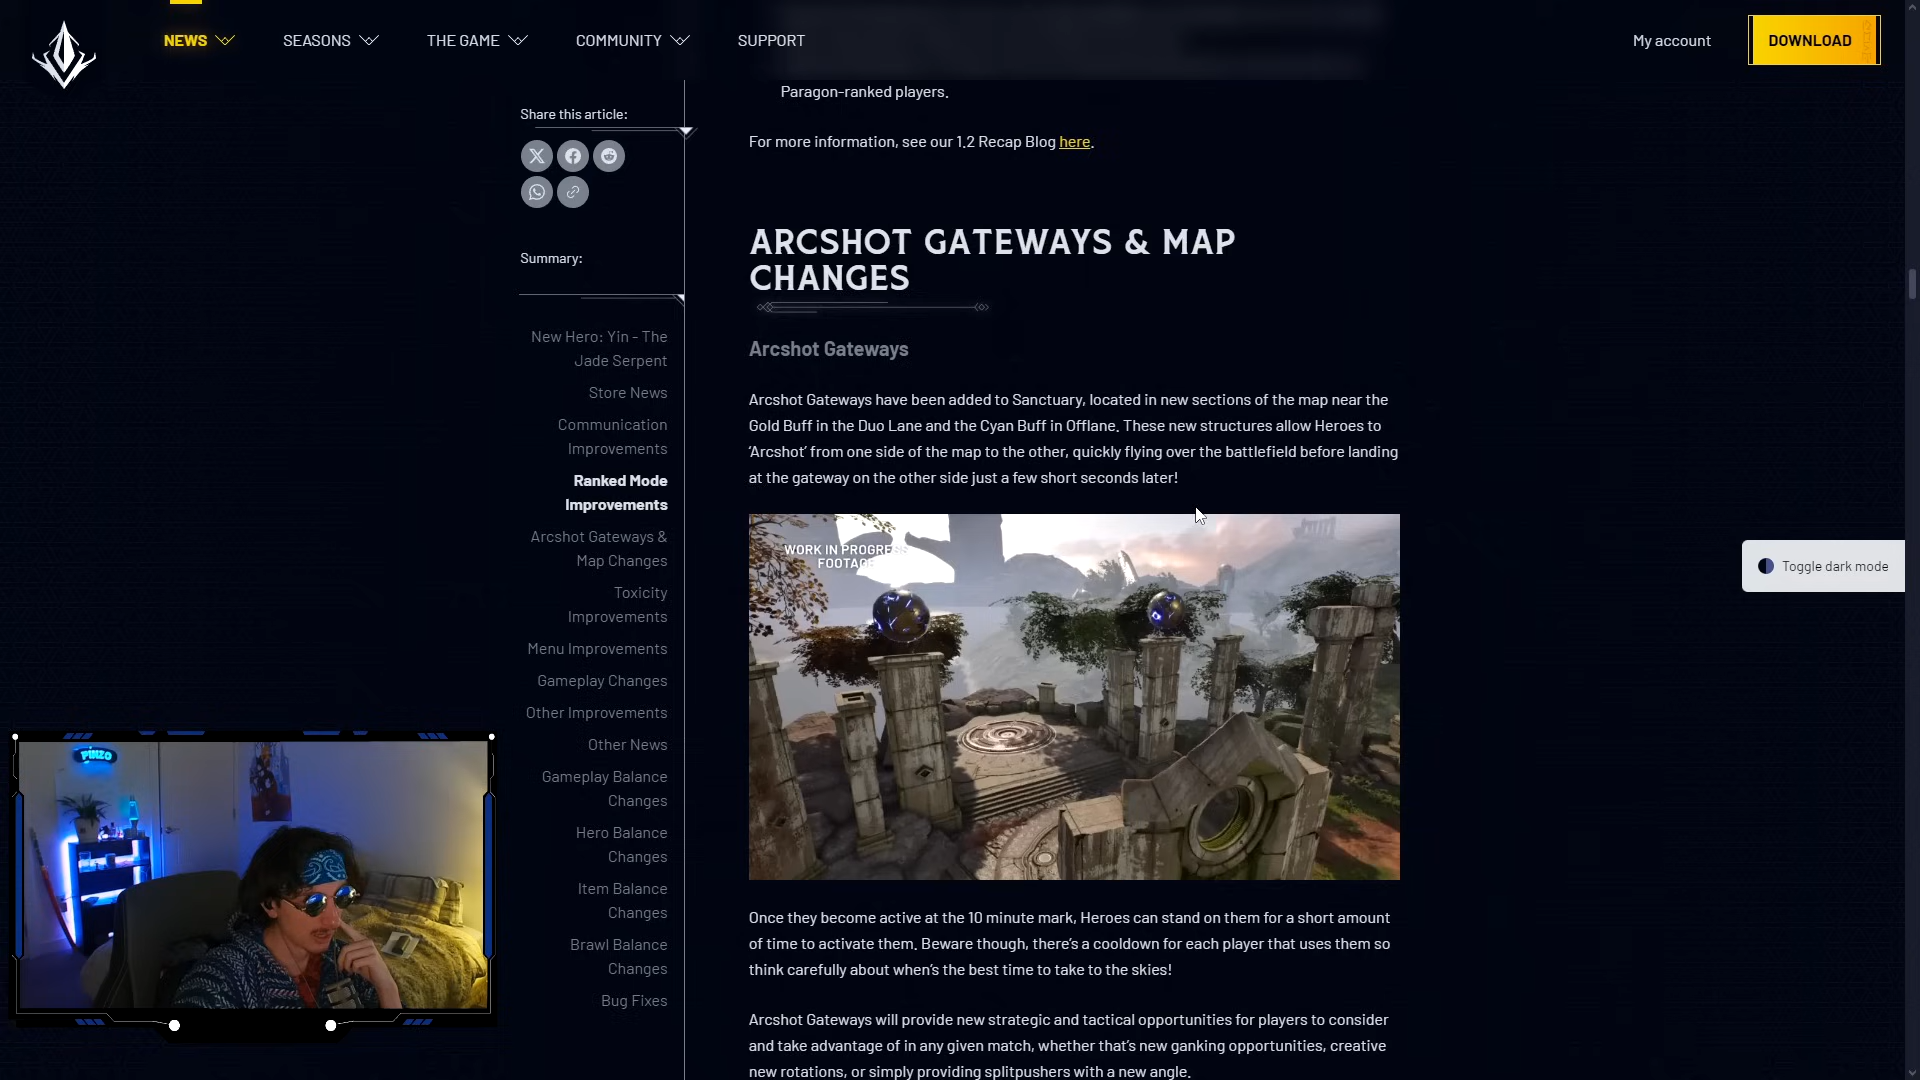 NEWS
SEASONS
THE GAME
COMMUNITY
SUPPORT
My account
DOWNLOAD
Share this article:
Summary:
New Hero: Yin - The
Jade Serpent
Store News
Communication
Improvements
Ranked Mode
Improvements
Arcshot Gateways &
Map Changes
Toxicity
Improvements
Menu Improvements
Gameplay Changes
Other Improvements
Other News
Gameplay Balance
Changes
Hero Balance
Changes
Item Balance
Changes
Brawl Balance
Changes
Bug Fixes
Paragon-ranked players.
For more information, see our 1.2 Recap Blog here.
ARCSHOT GATEWAYS & MAP
CHANGES
Arcshot Gateways
Arcshot Gateways have been added to Sanctuary, located in new sections of the map near the
Gold Buff in the Duo Lane and the Cyan Buff in Offlane. These new structures allow Heroes to
‘Arcshot’ from one side of the map to the other, quickly flying over the battlefield before landing
at the gateway on the other side just a few short seconds later!
WORK IN PROGRESS
FOOTAGE
Once they become active at the 10 minute mark, Heroes can stand on them for a short amount
of time to activate them. Beware though, there’s a cooldown for each player that uses them so
think carefully about when’s the best time to take to the skies!
Arcshot Gateways will provide new strategic and tactical opportunities for players to consider
and take advantage of in any given match, whether that’s new ganking opportunities, creative
new rotations, or simply providing splitpushers with a new angle.
Toggle dark mode
PINZO